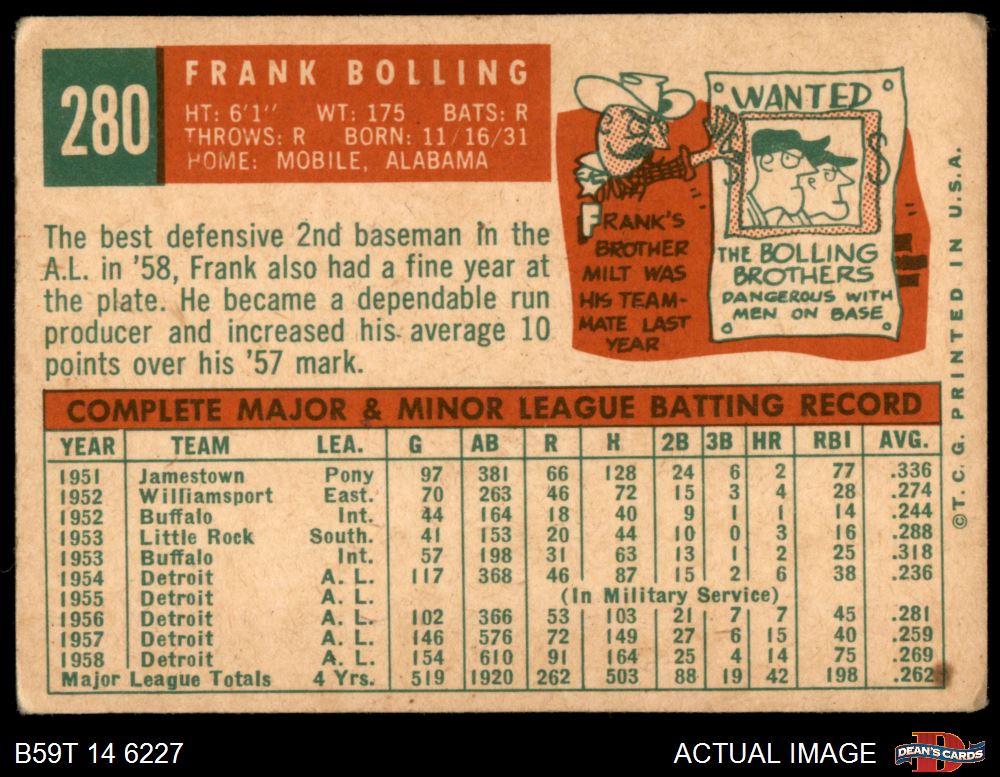 280
FRANK BOLLING
HT: 6'1" WT: 175 BATS: R
THROWS: R BORN: 11/16/31
HOME: MOBILE, ALABAMA
The best defensive 2nd baseman in the
A.L. in '58, Frank also had a fine year at
the plate. He became a dependable run
producer and increased his average 10
points over his '57 mark.
FRANK'S
BROTHER
MILT WAS
HIS TEAM-
MATE LAST
YEAR
WANTED
THE BOLLING
BROTHERS
DANGEROUS WITH
MEN ON BASE
COMPLETE MAJOR & MINOR LEAGUE BATTING RECORD
YEAR TEAM LEA. G AB R H 2B 3B HR RBI AVG.
1951 Jamestown Pony 97 381 66 128 24 6 2 77 .336
1952 Williamsport East. 70 263 46 72 15 3 4 28 .274
1952 Buffalo Int. 44 164 18 40 9 1 1 14 .244
1953 Little Rock South. 41 153 20 44 10 0 3 16 .288
1953 Buffalo Int. 57 198 31 63 13 1 2 25 .318
1954 Detroit A. L. 117 368 46 87 15 2 6 38 .236
1955 Detroit A. L. (In Military Service)
1956 Detroit A. L. 102 366 53 103 21 7 7 45 .281
1957 Detroit A. L. 146 576 72 149 27 6 15 40 .259
1958 Detroit A. L. 154 610 91 164 25 4 14 75 .269
Major League Totals 4 Yrs. 519 1920 262 503 88 19 42 198 .262
©T. C. G. PRINTED IN U.S.A.
B59T 14 6227
ACTUAL IMAGE
DEAN'S CARDS